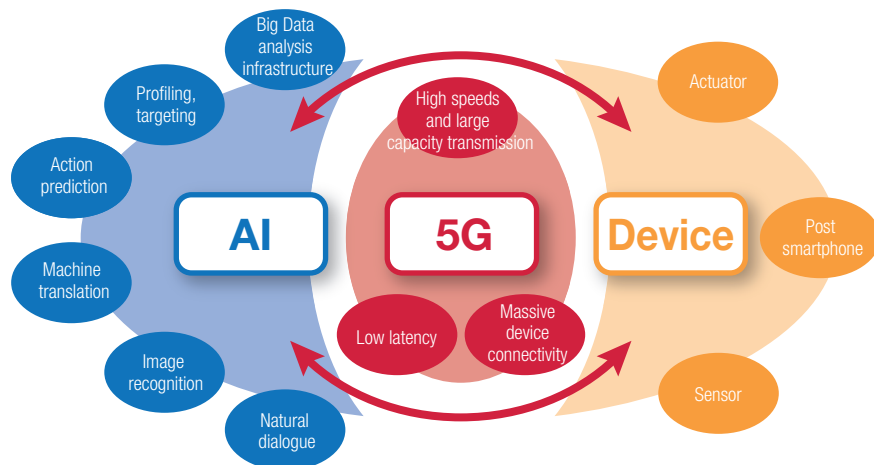 Big Data
analysis
infrastructure
Profiling,
targeting
Action
prediction
Machine
translation
Image
recognition
Natural
dialogue
AI
High speeds
and large
capacity transmission
5G
Low latency
Massive
device
connectivity
Device
Actuator
Post
smartphone
Sensor